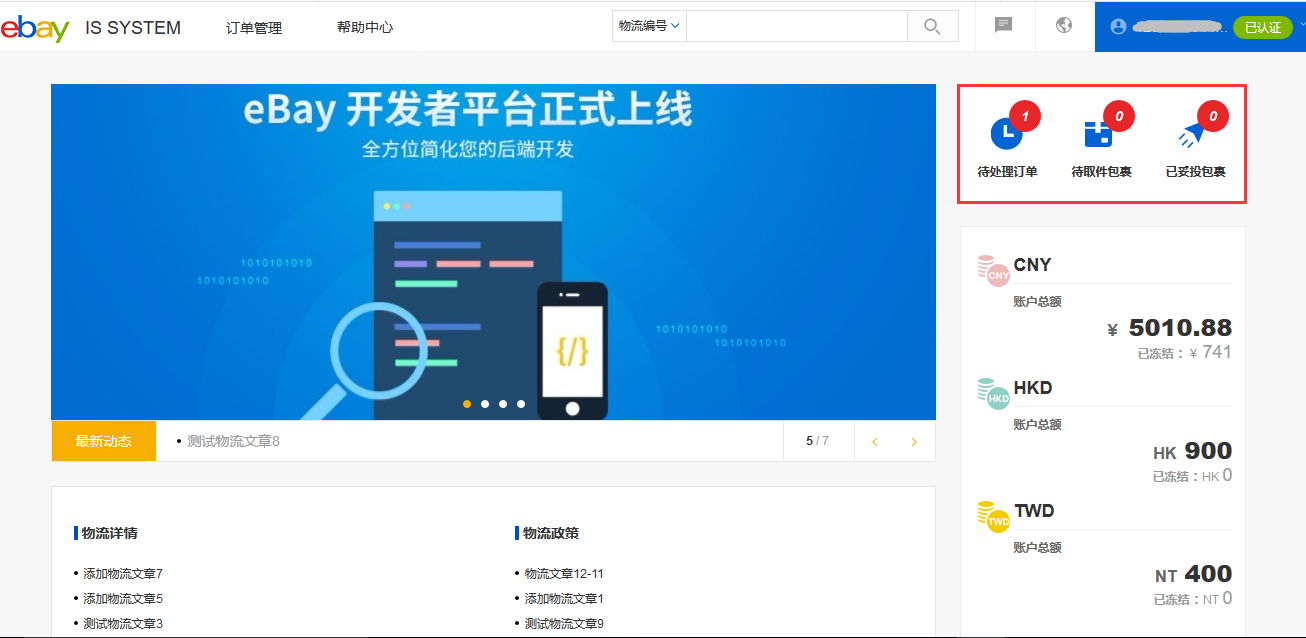 ebay IS SYSTEM 订单管理 帮助中心 物流编号 已认证
eBay 开发者平台正式上线
全方位简化您的后端开发
1010101010
1010101010
1010101010
1010101010
{/}
最新动态 • 测试物流文章8 5 / 7
物流详情
• 添加物流文章7
• 添加物流文章5
• 测试物流文章3
物流政策
• 物流文章12-11
• 添加物流文章1
• 测试物流文章9
1 0 0
待处理订单 待取件包裹 已妥投包裹
CNY CNY
账户总额
¥ 5010.88
已冻结：¥ 741
HKD HKD
账户总额
HK 900
已冻结：HK 0
TWD TWD
账户总额
NT 400
已冻结：NT 0